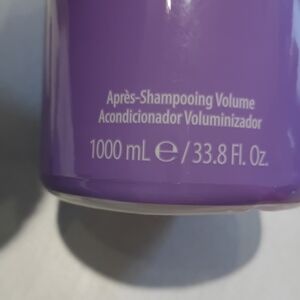 Après-Shampooing Volume
Acondicionador Voluminizador
1000 mL ℮ / 33.8 Fl. Oz.